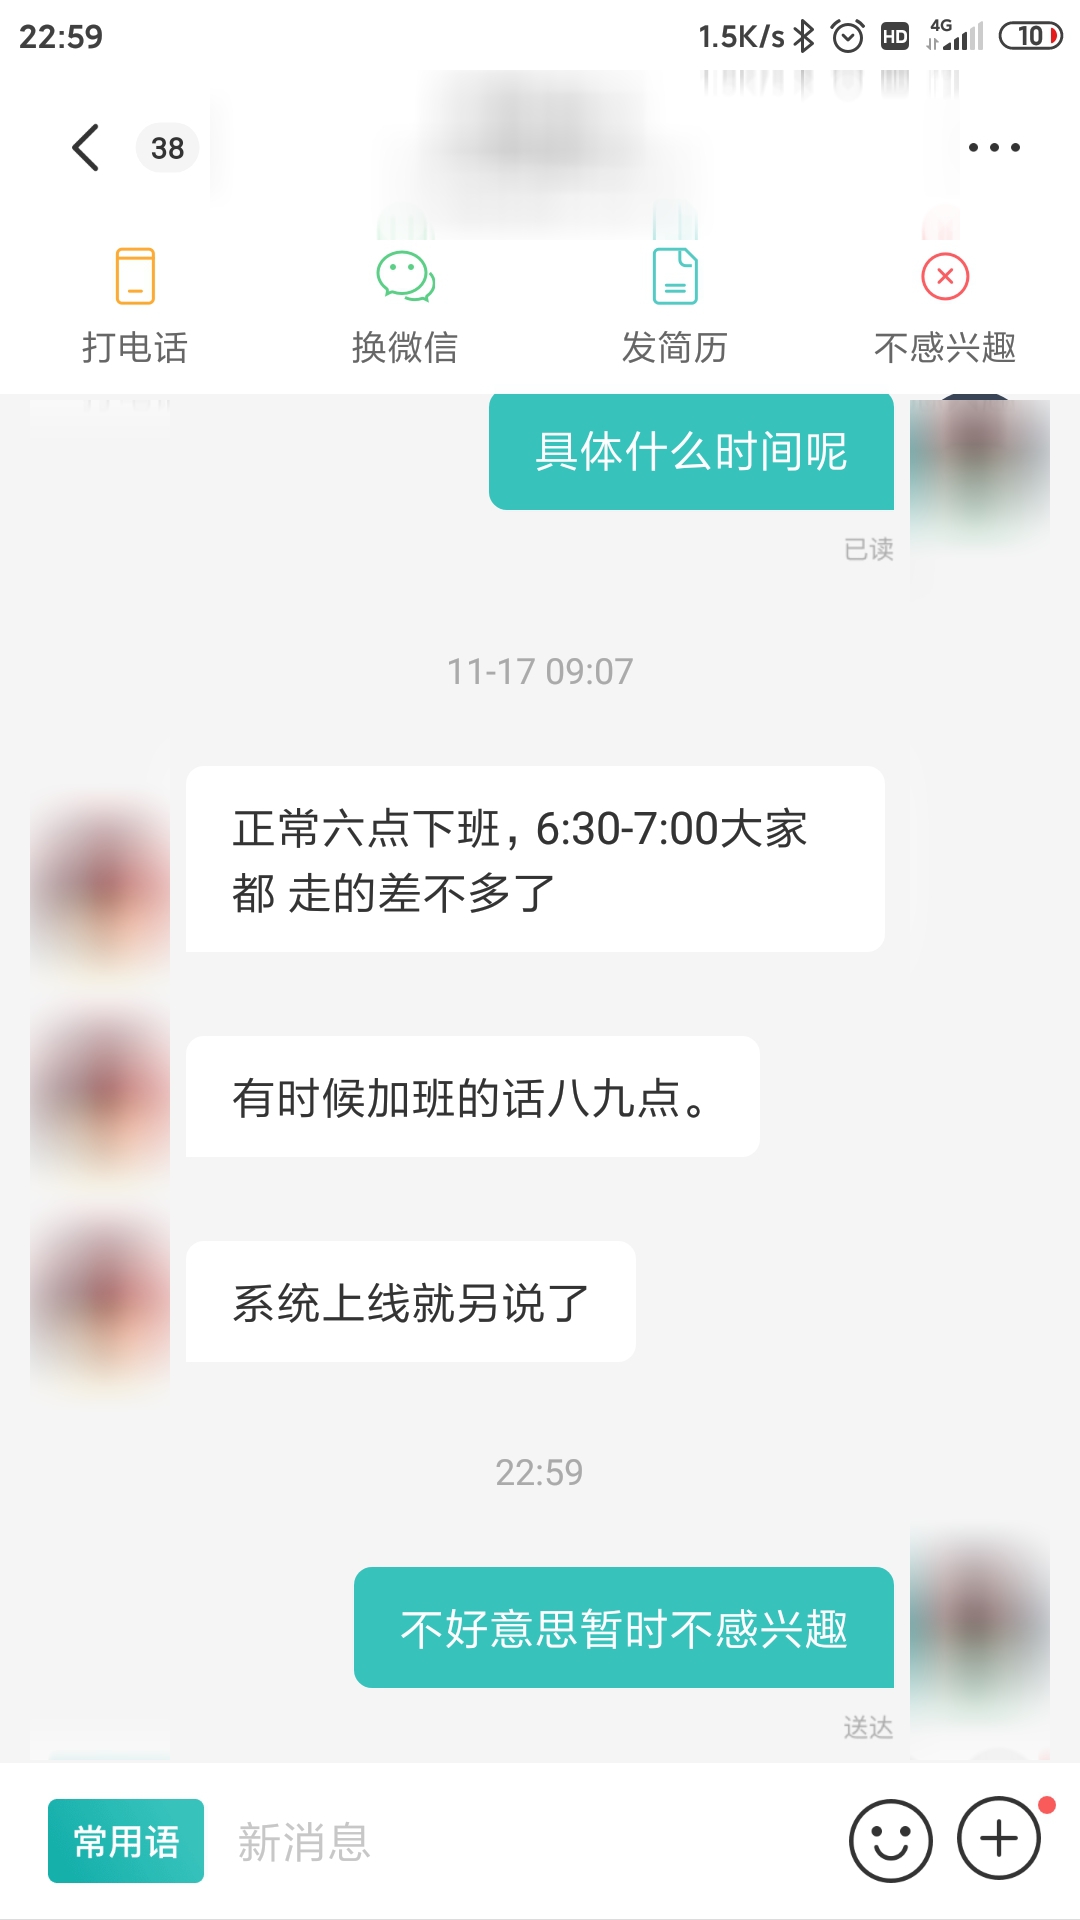 22:59
1.5K/s HD 4G 10
38
打电话 换微信 发简历 不感兴趣
具体什么时间呢
已读
11-17 09:07
正常六点下班，6:30-7:00大家
都 走的差不多了
有时候加班的话八九点。
系统上线就另说了
22:59
不好意思暂时不感兴趣
送达
常用语 新消息